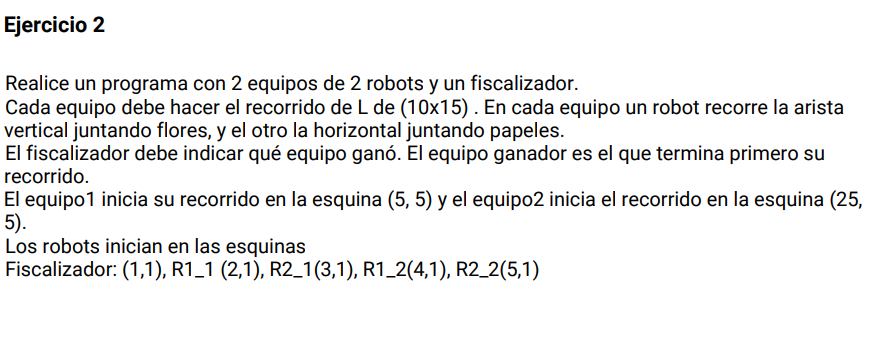 Ejercicio 2
Realice un programa con 2 equipos de 2 robots y un fiscalizador.
Cada equipo debe hacer el recorrido de L de (10x15) . En cada equipo un robot recorre la arista
vertical juntando flores, y el otro la horizontal juntando papeles.
El fiscalizador debe indicar qué equipo ganó. El equipo ganador es el que termina primero su
recorrido.
El equipo1 inicia su recorrido en la esquina (5, 5) y el equipo2 inicia el recorrido en la esquina (25,
5).
Los robots inician en las esquinas
Fiscalizador: (1,1), R1_1 (2,1), R2_1(3,1), R1_2(4,1), R2_2(5,1)